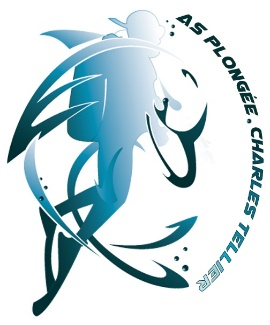 AS PLONGÉE . CHARLES TELLIER